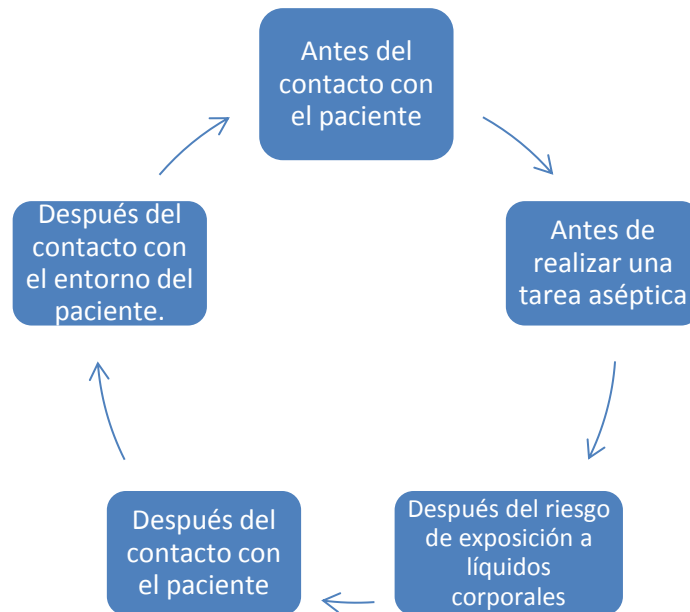 Antes del
contacto con
el paciente
Antes de
realizar una
tarea aséptica
Después del riesgo
de exposición a
líquidos
corporales
Después del
contacto con
el paciente
Después del
contacto con
el entorno del
paciente.